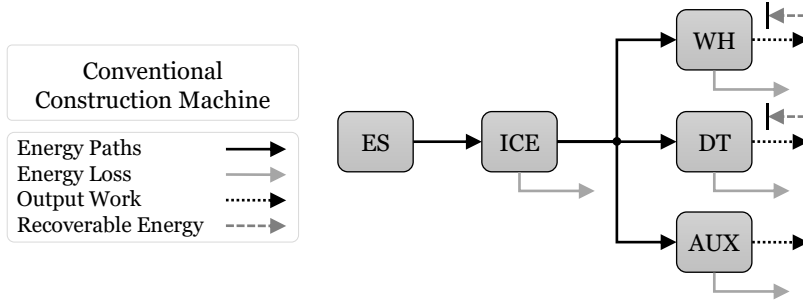 Conventional
Construction Machine
Energy Paths
Energy Loss
Output Work
Recoverable Energy
ES
ICE
WH
DT
AUX